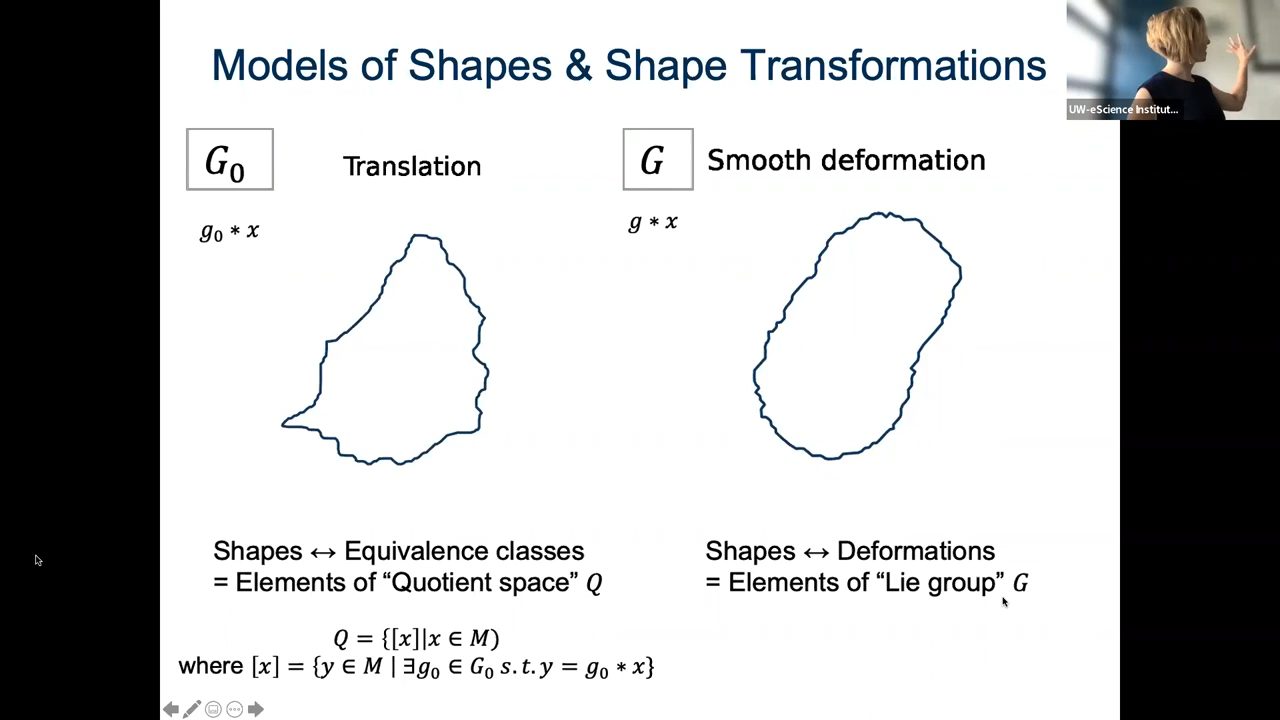 Models of Shapes & Shape Transformations
UW-eScience Institut...
G₀
Translation
g₀ * x
G
Smooth deformation
g * x
Shapes ↔ Equivalence classes
= Elements of “Quotient space” Q
Q = {[x]|x ∈ M)
where [x] = {y ∈ M | ∃g₀ ∈ G₀ s.t. y = g₀ * x}
Shapes ↔ Deformations
= Elements of “Lie group” G